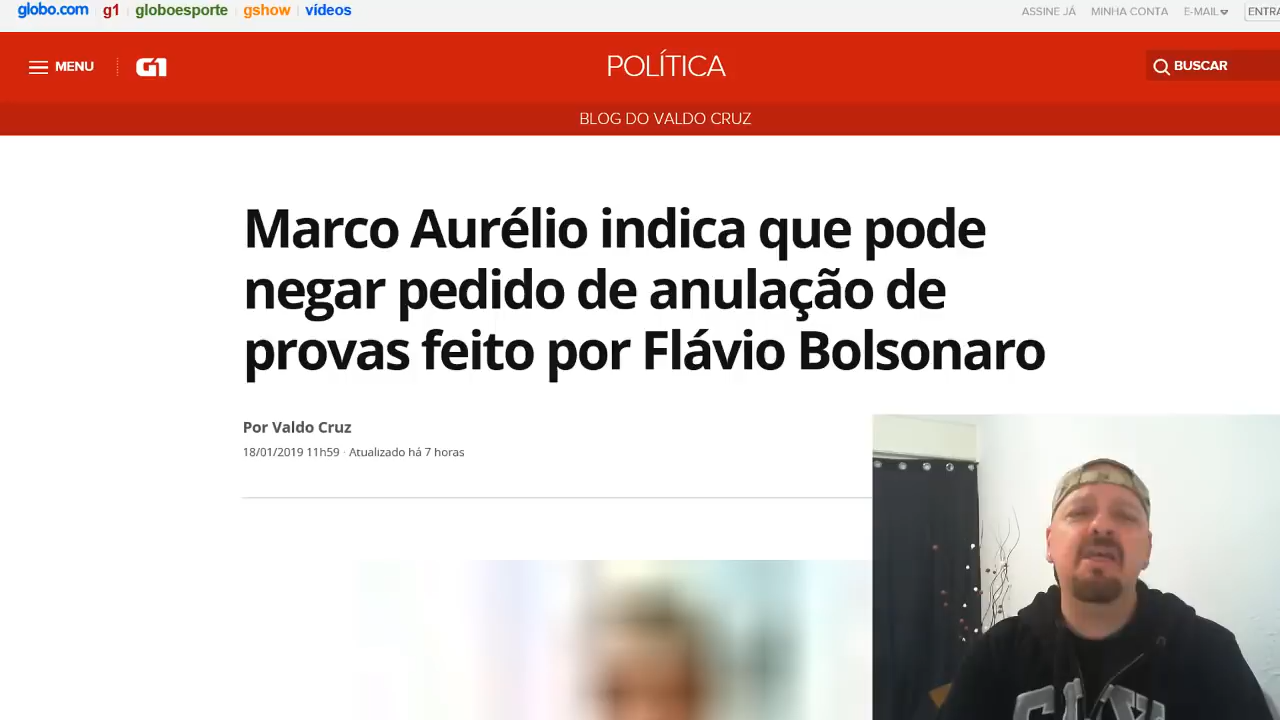 globo.com g1 globoesporte gshow vídeos ASSINE JÁ MINHA CONTA E-MAIL ENTRA
MENU G1 POLÍTICA BUSCAR
BLOG DO VALDO CRUZ
Marco Aurélio indica que pode
negar pedido de anulação de
provas feito por Flávio Bolsonaro
Por Valdo Cruz
18/01/2019 11h59 · Atualizado há 7 horas